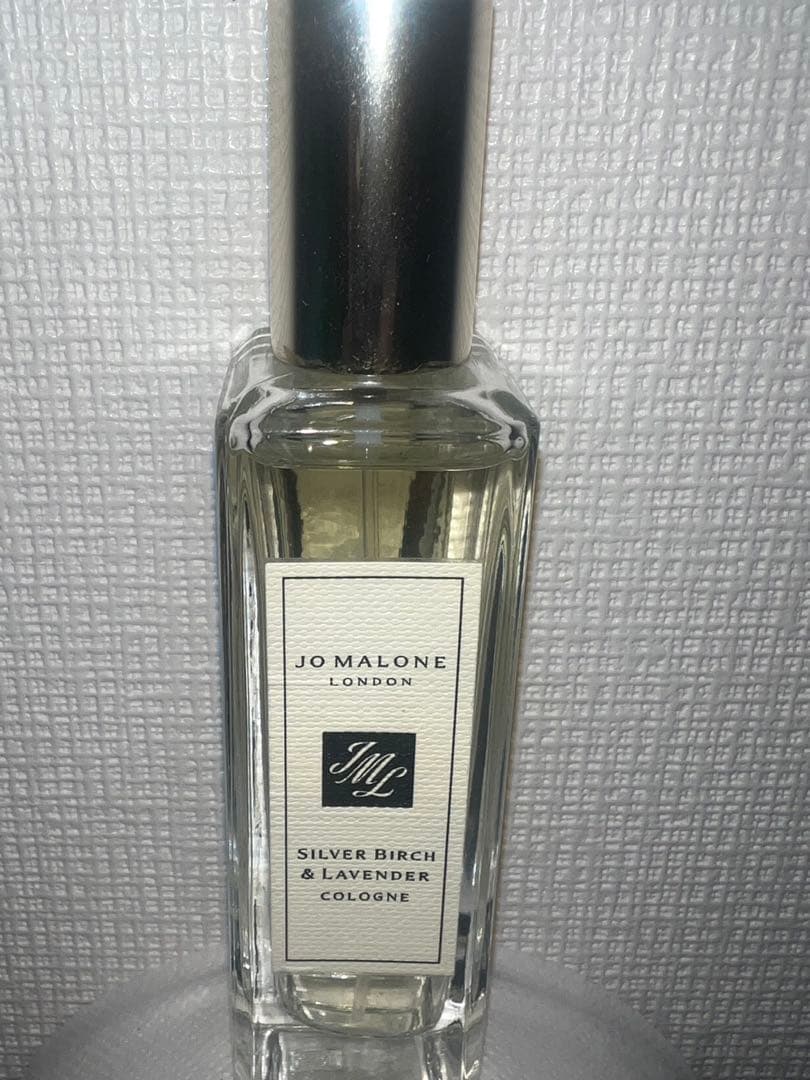 JO MALONE
LONDON
JML
SILVER BIRCH
& LAVENDER
COLOGNE